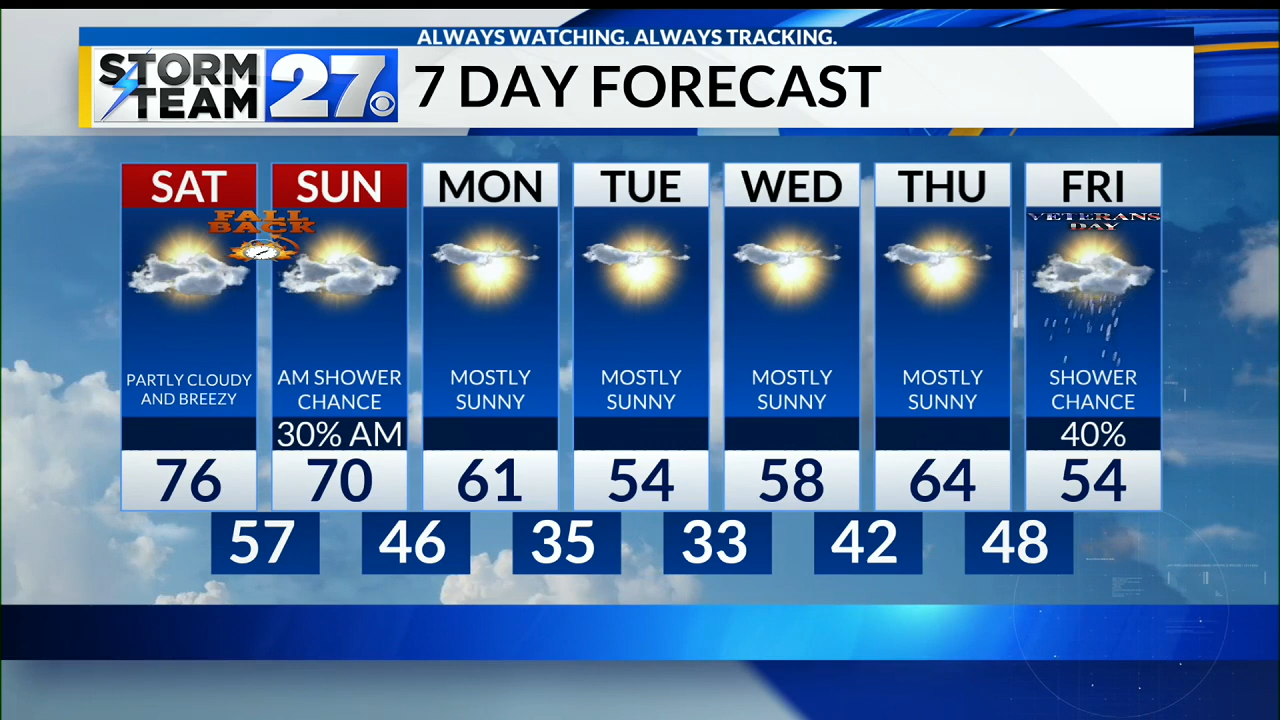 ALWAYS WATCHING. ALWAYS TRACKING.
STORM
TEAM
27
7 DAY FORECAST
SAT
SUN
MON
TUE
WED
THU
FRI
FALL
BACK
VETERANS
DAY
PARTLY CLOUDY
AND BREEZY
AM SHOWER
CHANCE
MOSTLY
SUNNY
MOSTLY
SUNNY
MOSTLY
SUNNY
MOSTLY
SUNNY
SHOWER
CHANCE
30% AM
40%
76
70
61
54
58
64
54
57
46
35
33
42
48